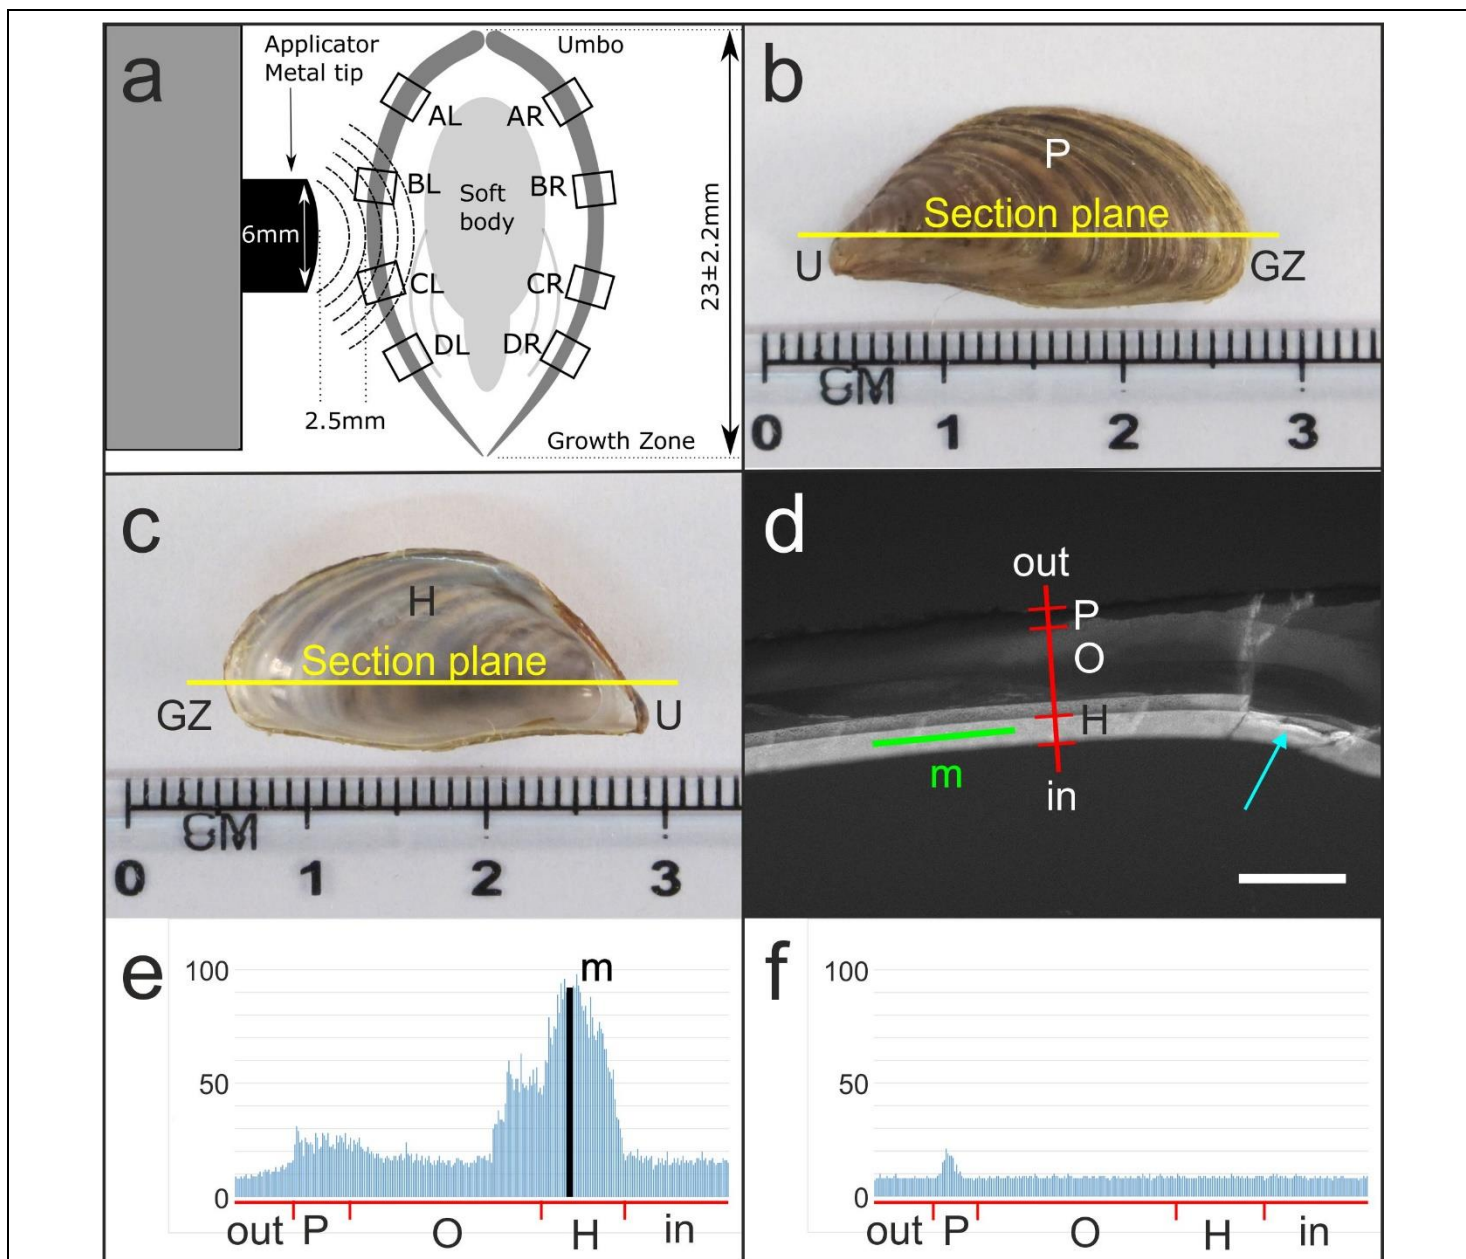 a
Applicator
Metal tip
Umbo
AL
AR
BL
BR
Soft
body
6mm
CL
CR
DL
DR
2.5mm
Growth Zone
23±2.2mm
b
P
Section plane
U
GZ
CM
0 1 2 3
c
H
Section plane
GZ
U
CM
0 1 2 3
d
out
P
O
H
m
in
e
100
m
50
0
out P O H in
f
100
50
0
out P O H in